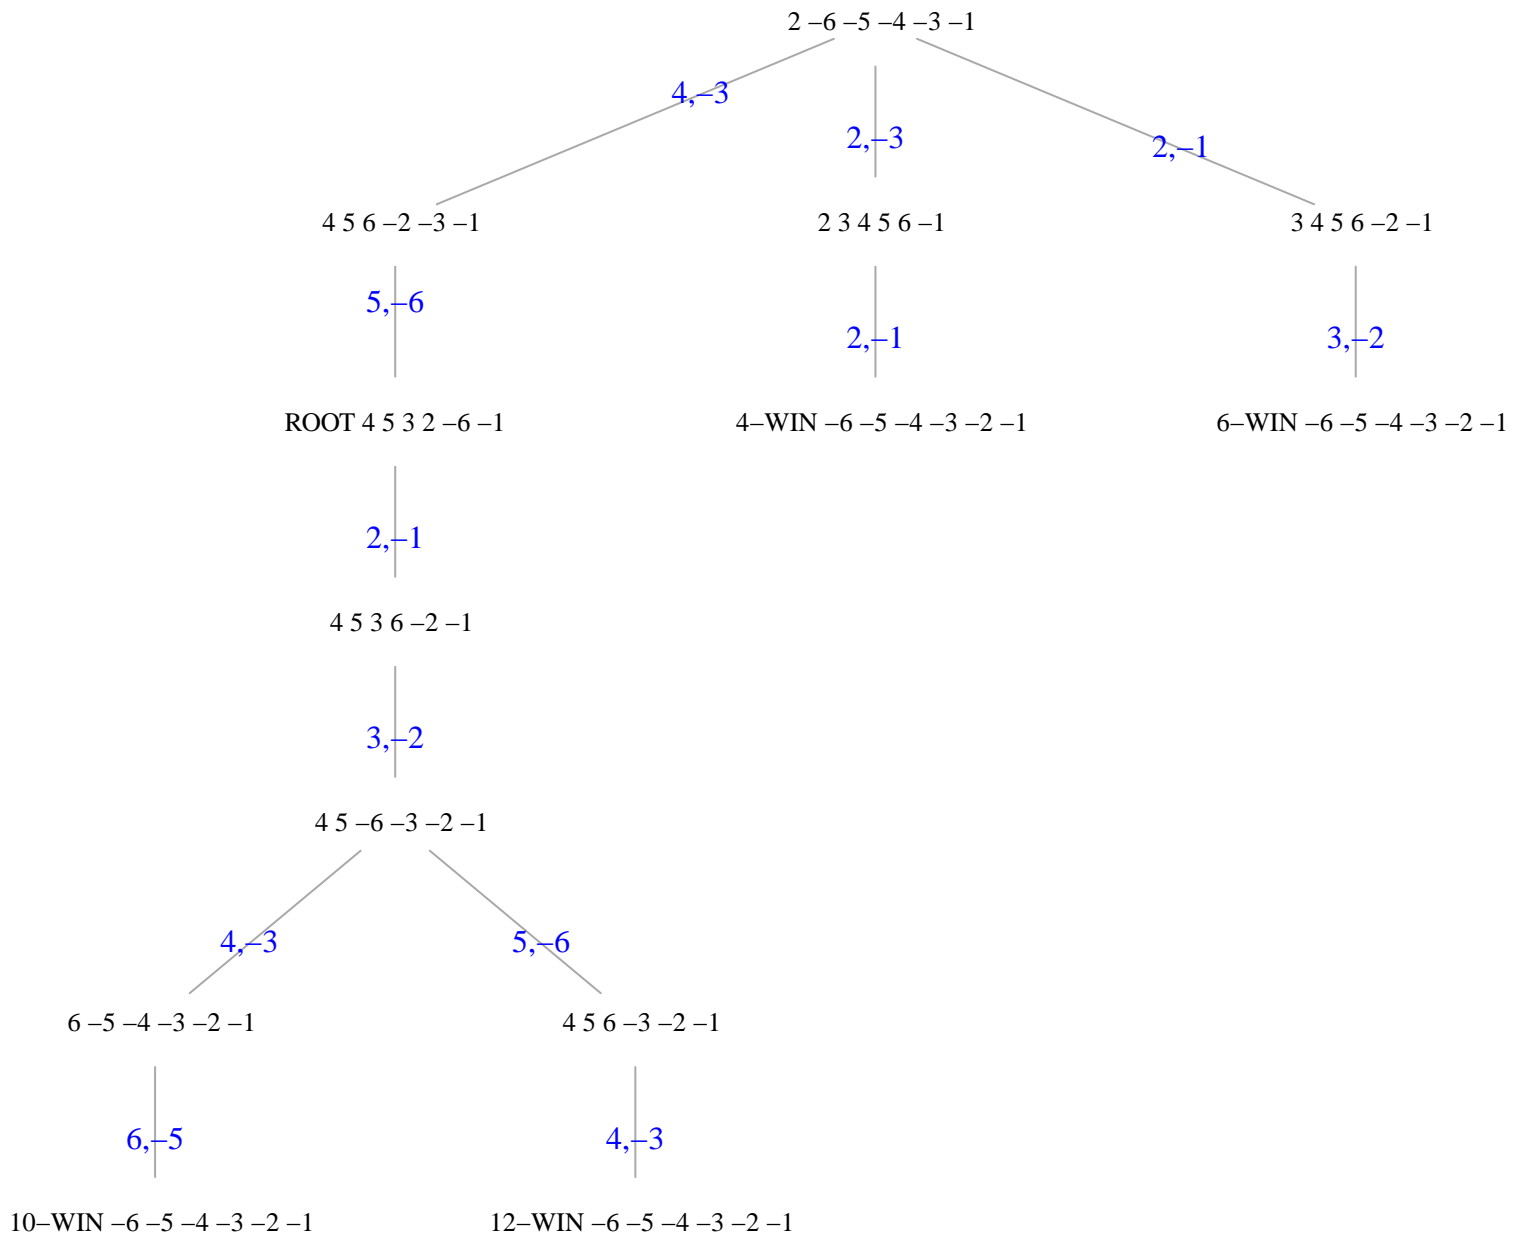 2 –6 –5 –4 –3 –1
4,–3
2,–3
2,–1
4 5 6 –2 –3 –1
2 3 4 5 6 –1
3 4 5 6 –2 –1
5,–6
2,–1
3,–2
ROOT 4 5 3 2 –6 –1
4–WIN –6 –5 –4 –3 –2 –1
6–WIN –6 –5 –4 –3 –2 –1
2,–1
4 5 3 6 –2 –1
3,–2
4 5 –6 –3 –2 –1
4,–3
5,–6
6 –5 –4 –3 –2 –1
4 5 6 –3 –2 –1
6,–5
4,–3
10–WIN –6 –5 –4 –3 –2 –1
12–WIN –6 –5 –4 –3 –2 –1